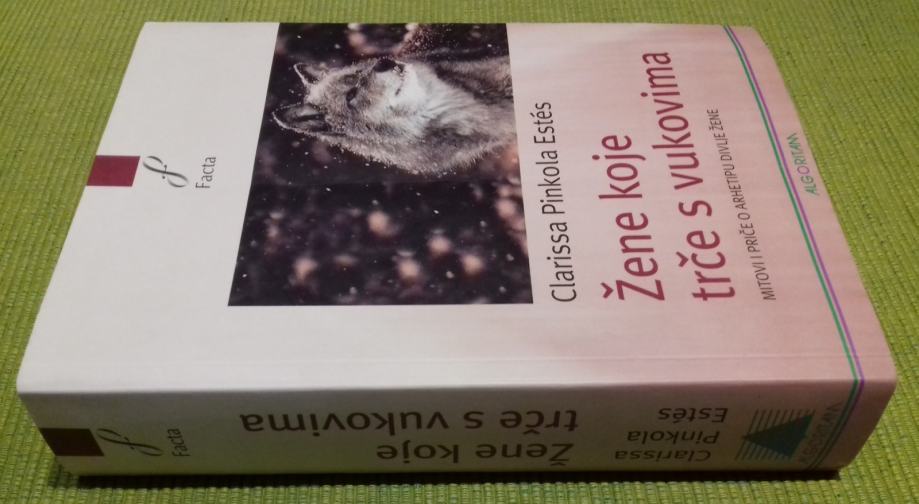 Facta
Clarissa Pinkola Estés
Žene koje
trče s vukovima
MITOVI I PRIČE O ARHETIPU DIVLJE ŽENE
ALGORITAM
Facta
Žene koje
trče s vukovima
Clarissa
Pinkola
Estés
ALGORITAM